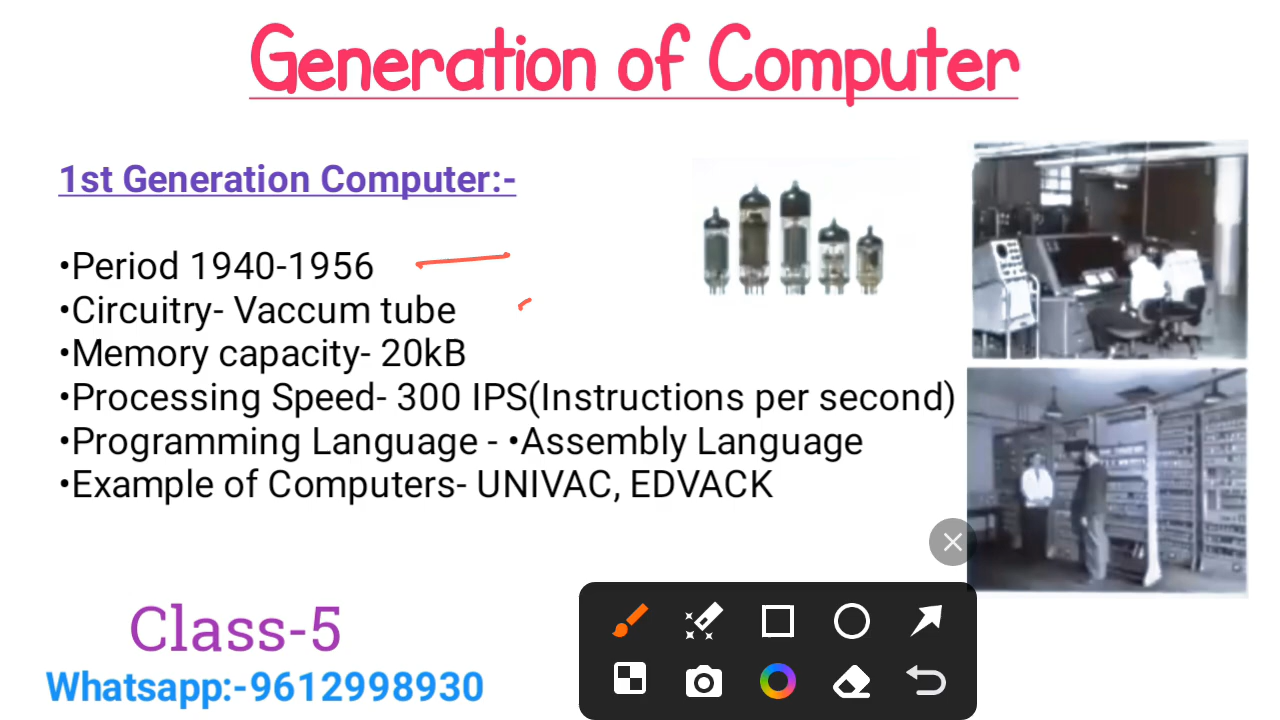 Generation of Computer
1st Generation Computer:-
•Period 1940-1956
•Circuitry- Vaccum tube
•Memory capacity- 20kB
•Processing Speed- 300 IPS(Instructions per second)
•Programming Language - •Assembly Language
•Example of Computers- UNIVAC, EDVACK
Class-5
Whatsapp:-9612998930